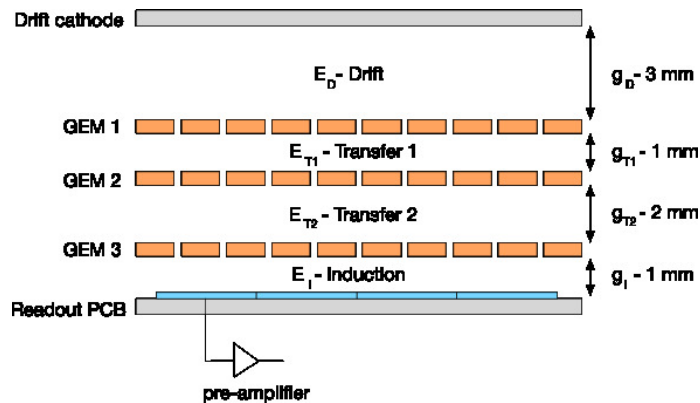 Drift cathode
E_D - Drift
g_D - 3 mm
GEM 1
E_T1 - Transfer 1
g_T1 - 1 mm
GEM 2
E_T2 - Transfer 2
g_T2 - 2 mm
GEM 3
E_I - Induction
g_I - 1 mm
Readout PCB
pre-amplifier